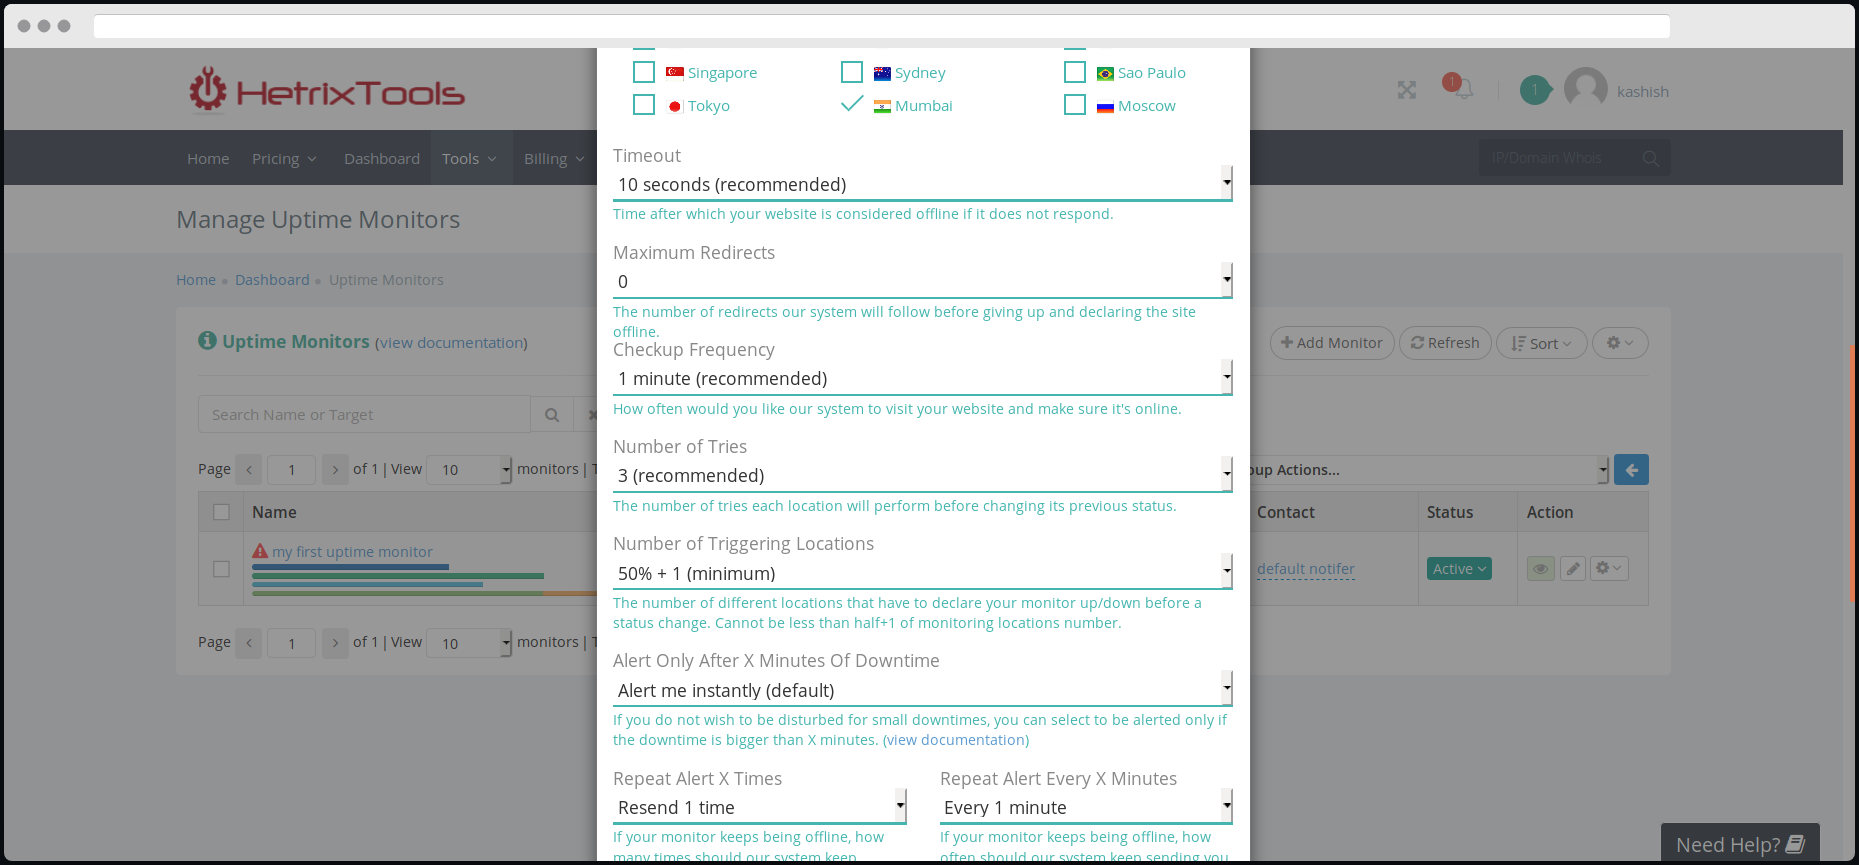 Singapore Sydney Sao Paulo
Tokyo Mumbai Moscow
HetrixTools
1
1
kashish
Home Pricing Dashboard Tools Billing
IP/Domain Whois
Manage Uptime Monitors
Home Dashboard Uptime Monitors
Uptime Monitors (view documentation)
Add Monitor Refresh Sort
Search Name or Target
Page < 1 > of 1 | View 10 monitors |
up Actions...
Name Contact Status Action
my first uptime monitor
default notifer Active
Page < 1 > of 1 | View 10 monitors |
Timeout
10 seconds (recommended)
Time after which your website is considered offline if it does not respond.
Maximum Redirects
0
The number of redirects our system will follow before giving up and declaring the site
offline.
Checkup Frequency
1 minute (recommended)
How often would you like our system to visit your website and make sure it's online.
Number of Tries
3 (recommended)
The number of tries each location will perform before changing its previous status.
Number of Triggering Locations
50% + 1 (minimum)
The number of different locations that have to declare your monitor up/down before a
status change. Cannot be less than half+1 of monitoring locations number.
Alert Only After X Minutes Of Downtime
Alert me instantly (default)
If you do not wish to be disturbed for small downtimes, you can select to be alerted only if
the downtime is bigger than X minutes. (view documentation)
Repeat Alert X Times
Resend 1 time
If your monitor keeps being offline, how
many times should our system keep
Repeat Alert Every X Minutes
Every 1 minute
If your monitor keeps being offline, how
often should our system keep sending you
Need Help?